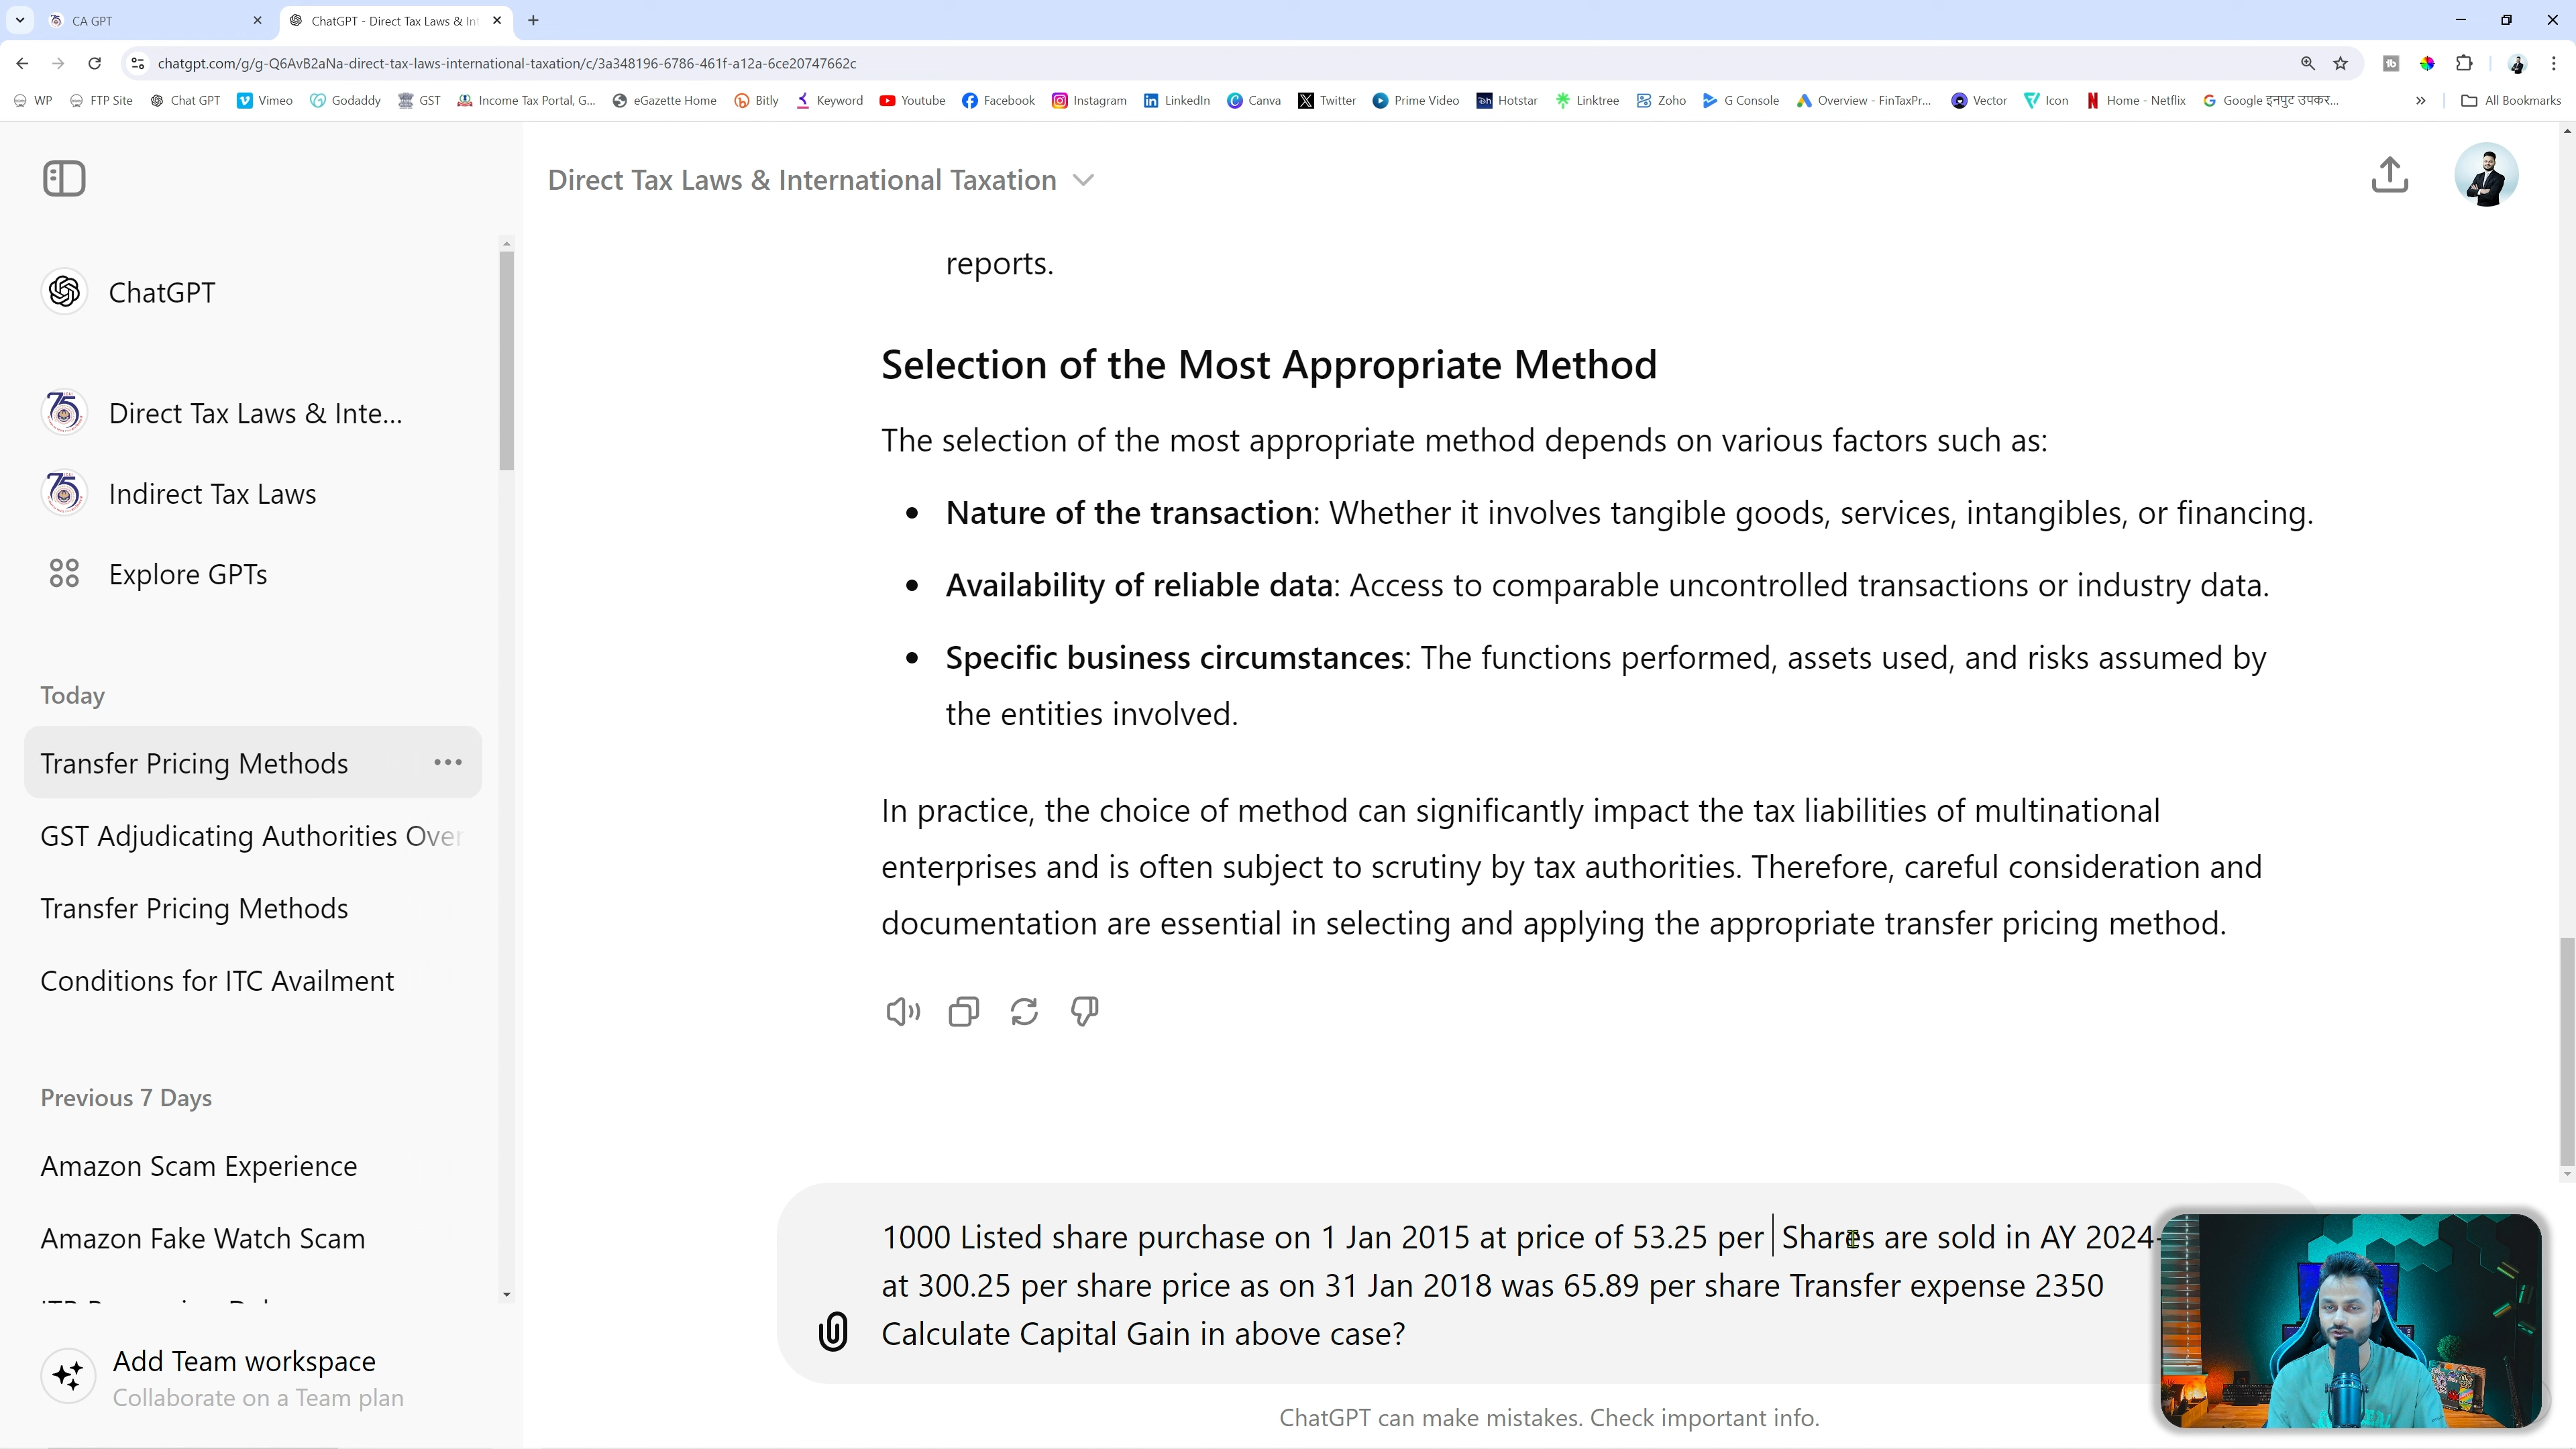 CA GPT
ChatGPT - Direct Tax Laws & Int
chatgpt.com/g/g-Q6AvB2aNa-direct-tax-laws-international-taxation/c/3a348196-6786-461f-a12a-6ce20747662c
WP
FTP Site
Chat GPT
Vimeo
Godaddy
GST
Income Tax Portal, G...
eGazette Home
Bitly
Keyword
Youtube
Facebook
Instagram
LinkedIn
Canva
Twitter
Prime Video
Hotstar
Linktree
Zoho
G Console
Overview - FinTaxPr...
Vector
Icon
Home - Netflix
Google इनपुट उपकर...
All Bookmarks
Direct Tax Laws & International Taxation
ChatGPT
Direct Tax Laws & Inte...
Indirect Tax Laws
Explore GPTs
Today
Transfer Pricing Methods
GST Adjudicating Authorities Over
Transfer Pricing Methods
Conditions for ITC Availment
Previous 7 Days
Amazon Scam Experience
Amazon Fake Watch Scam
Add Team workspace
Collaborate on a Team plan
reports.
Selection of the Most Appropriate Method
The selection of the most appropriate method depends on various factors such as:
• Nature of the transaction: Whether it involves tangible goods, services, intangibles, or financing.
• Availability of reliable data: Access to comparable uncontrolled transactions or industry data.
• Specific business circumstances: The functions performed, assets used, and risks assumed by
the entities involved.
In practice, the choice of method can significantly impact the tax liabilities of multinational
enterprises and is often subject to scrutiny by tax authorities. Therefore, careful consideration and
documentation are essential in selecting and applying the appropriate transfer pricing method.
1000 Listed share purchase on 1 Jan 2015 at price of 53.25 per Shares are sold in AY 2024-
at 300.25 per share price as on 31 Jan 2018 was 65.89 per share Transfer expense 2350
Calculate Capital Gain in above case?
ChatGPT can make mistakes. Check important info.